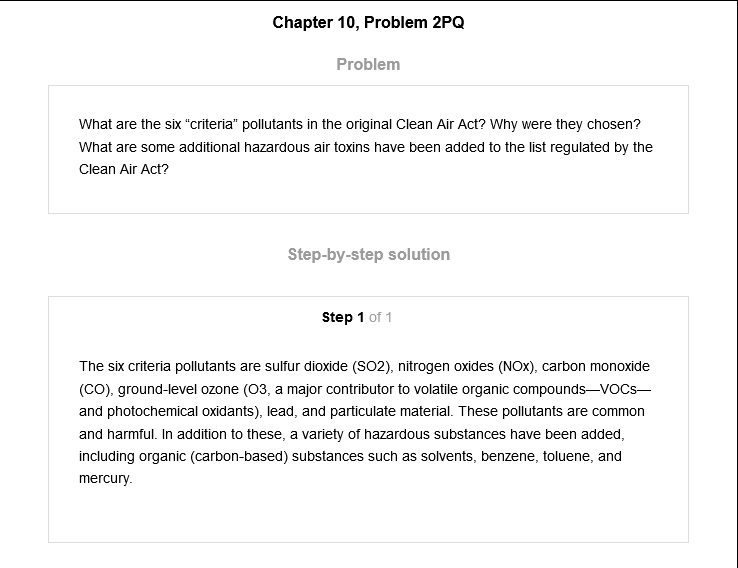 Chapter 10, Problem 2PQ
Problem
What are the six “criteria” pollutants in the original Clean Air Act? Why were they chosen?
What are some additional hazardous air toxins have been added to the list regulated by the
Clean Air Act?
Step-by-step solution
Step 1 of 1
The six criteria pollutants are sulfur dioxide (SO2), nitrogen oxides (NOx), carbon monoxide
(CO), ground-level ozone (O3, a major contributor to volatile organic compounds—VOCs—
and photochemical oxidants), lead, and particulate material. These pollutants are common
and harmful. In addition to these, a variety of hazardous substances have been added,
including organic (carbon-based) substances such as solvents, benzene, toluene, and
mercury.